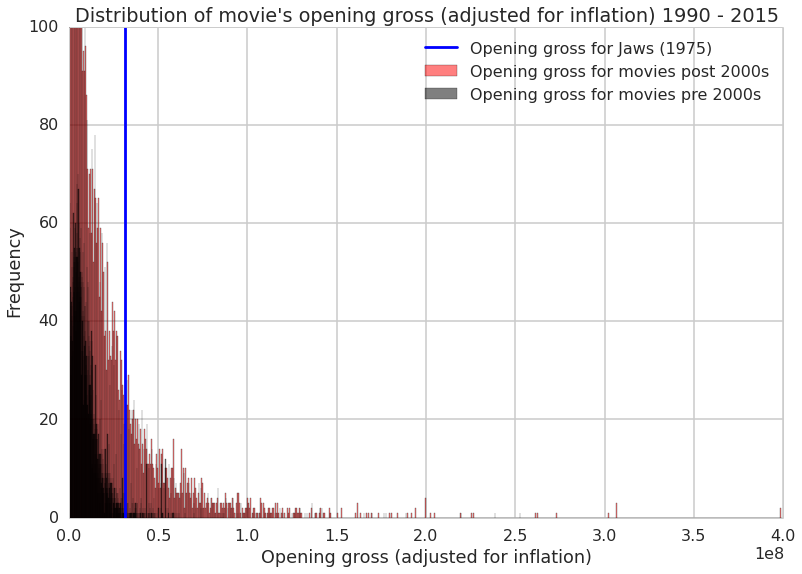 Distribution of movie's opening gross (adjusted for inflation) 1990 - 2015
Opening gross for Jaws (1975)
Opening gross for movies post 2000s
Opening gross for movies pre 2000s
Frequency
100
80
60
40
20
0
0.0 0.5 1.0 1.5 2.0 2.5 3.0 3.5 4.0
1e8
Opening gross (adjusted for inflation)